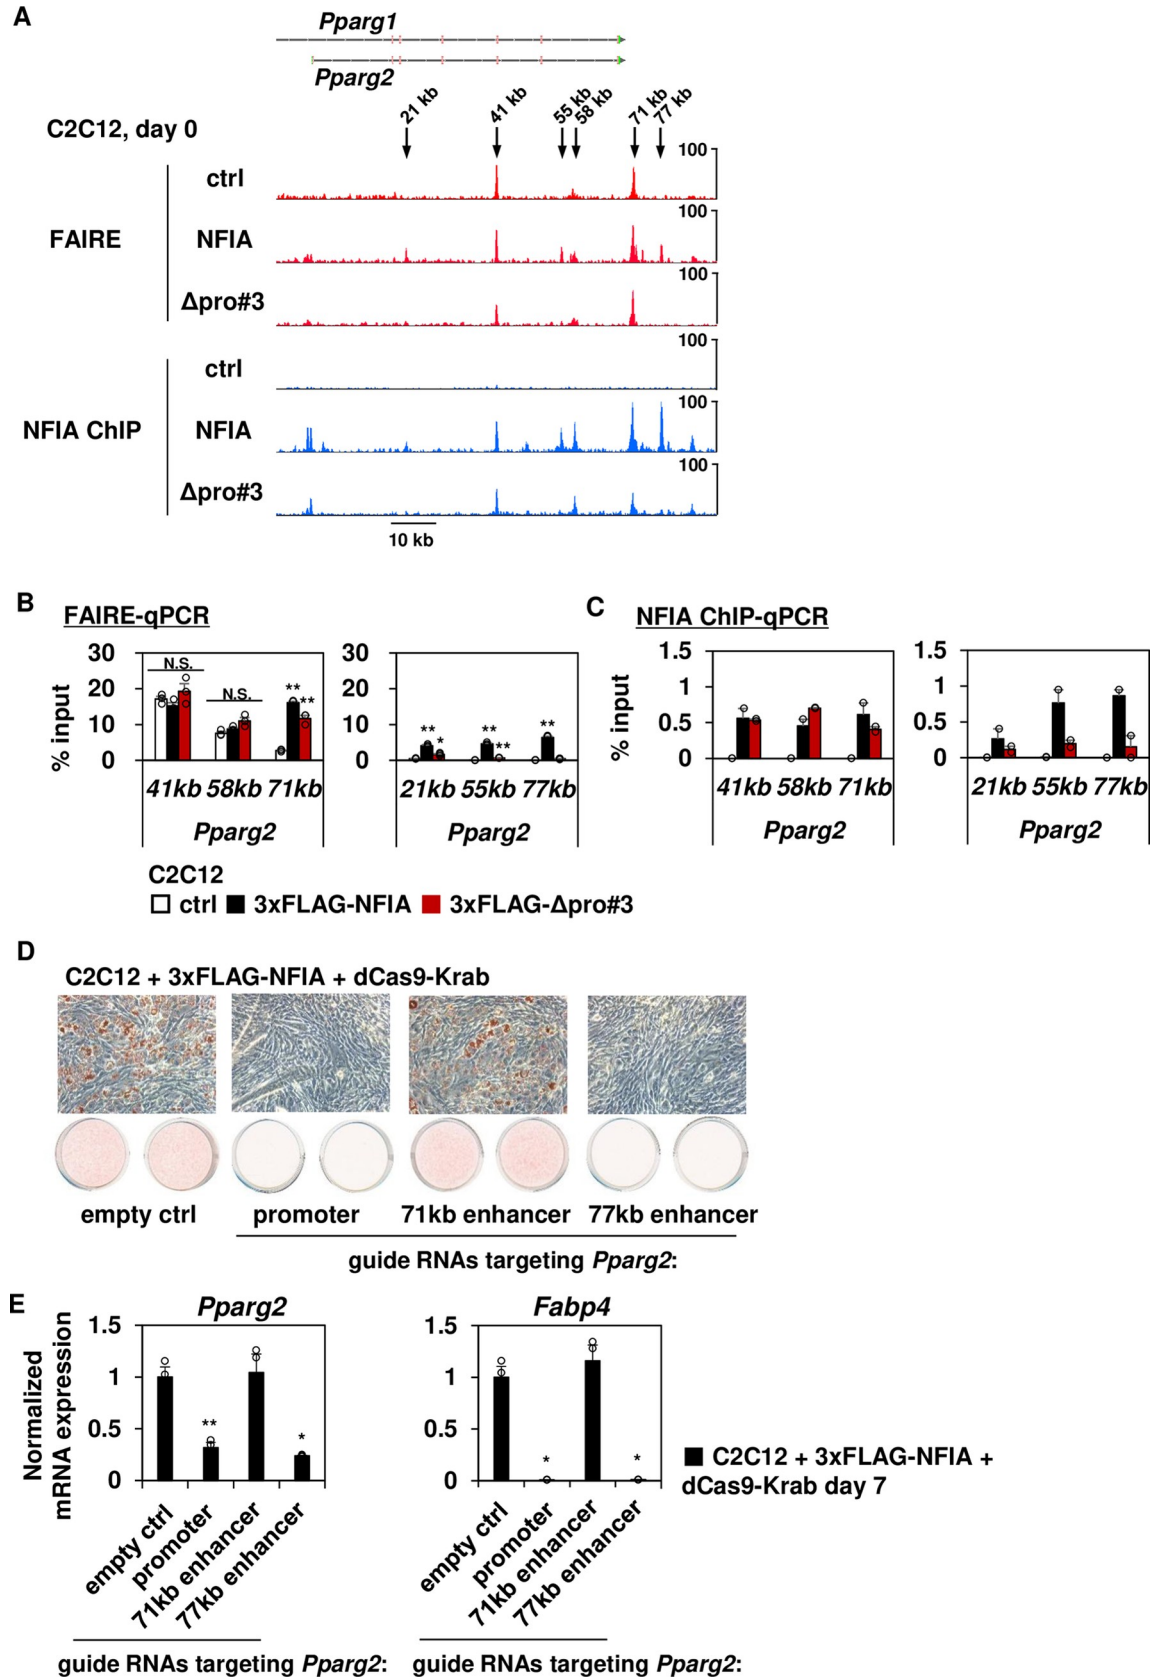 A
Pparg1
Pparg2
21 kb
41 kb
55 kb
58 kb
71 kb
77 kb
C2C12, day 0
100
ctrl
100
FAIRE
NFIA
100
Δpro#3
100
ctrl
100
NFIA ChIP
NFIA
100
Δpro#3
10 kb
B
FAIRE-qPCR
% input
30
20
10
0
N.S.
N.S.
**
**
41kb 58kb 71kb
Pparg2
30
20
10
0
**
*
**
**
**
21kb 55kb 77kb
Pparg2
C
NFIA ChIP-qPCR
% input
1.5
1
0.5
0
41kb 58kb 71kb
Pparg2
1.5
1
0.5
0
21kb 55kb 77kb
Pparg2
C2C12
ctrl 3xFLAG-NFIA 3xFLAG-Δpro#3
D
C2C12 + 3xFLAG-NFIA + dCas9-Krab
empty ctrl promoter 71kb enhancer 77kb enhancer
guide RNAs targeting Pparg2:
E
Normalized
mRNA expression
Pparg2
1.5
1
0.5
0
**
*
empty ctrl
promoter
71kb enhancer
77kb enhancer
guide RNAs targeting Pparg2:
Fabp4
1.5
1
0.5
0
*
*
empty ctrl
promoter
71kb enhancer
77kb enhancer
guide RNAs targeting Pparg2:
C2C12 + 3xFLAG-NFIA +
dCas9-Krab day 7